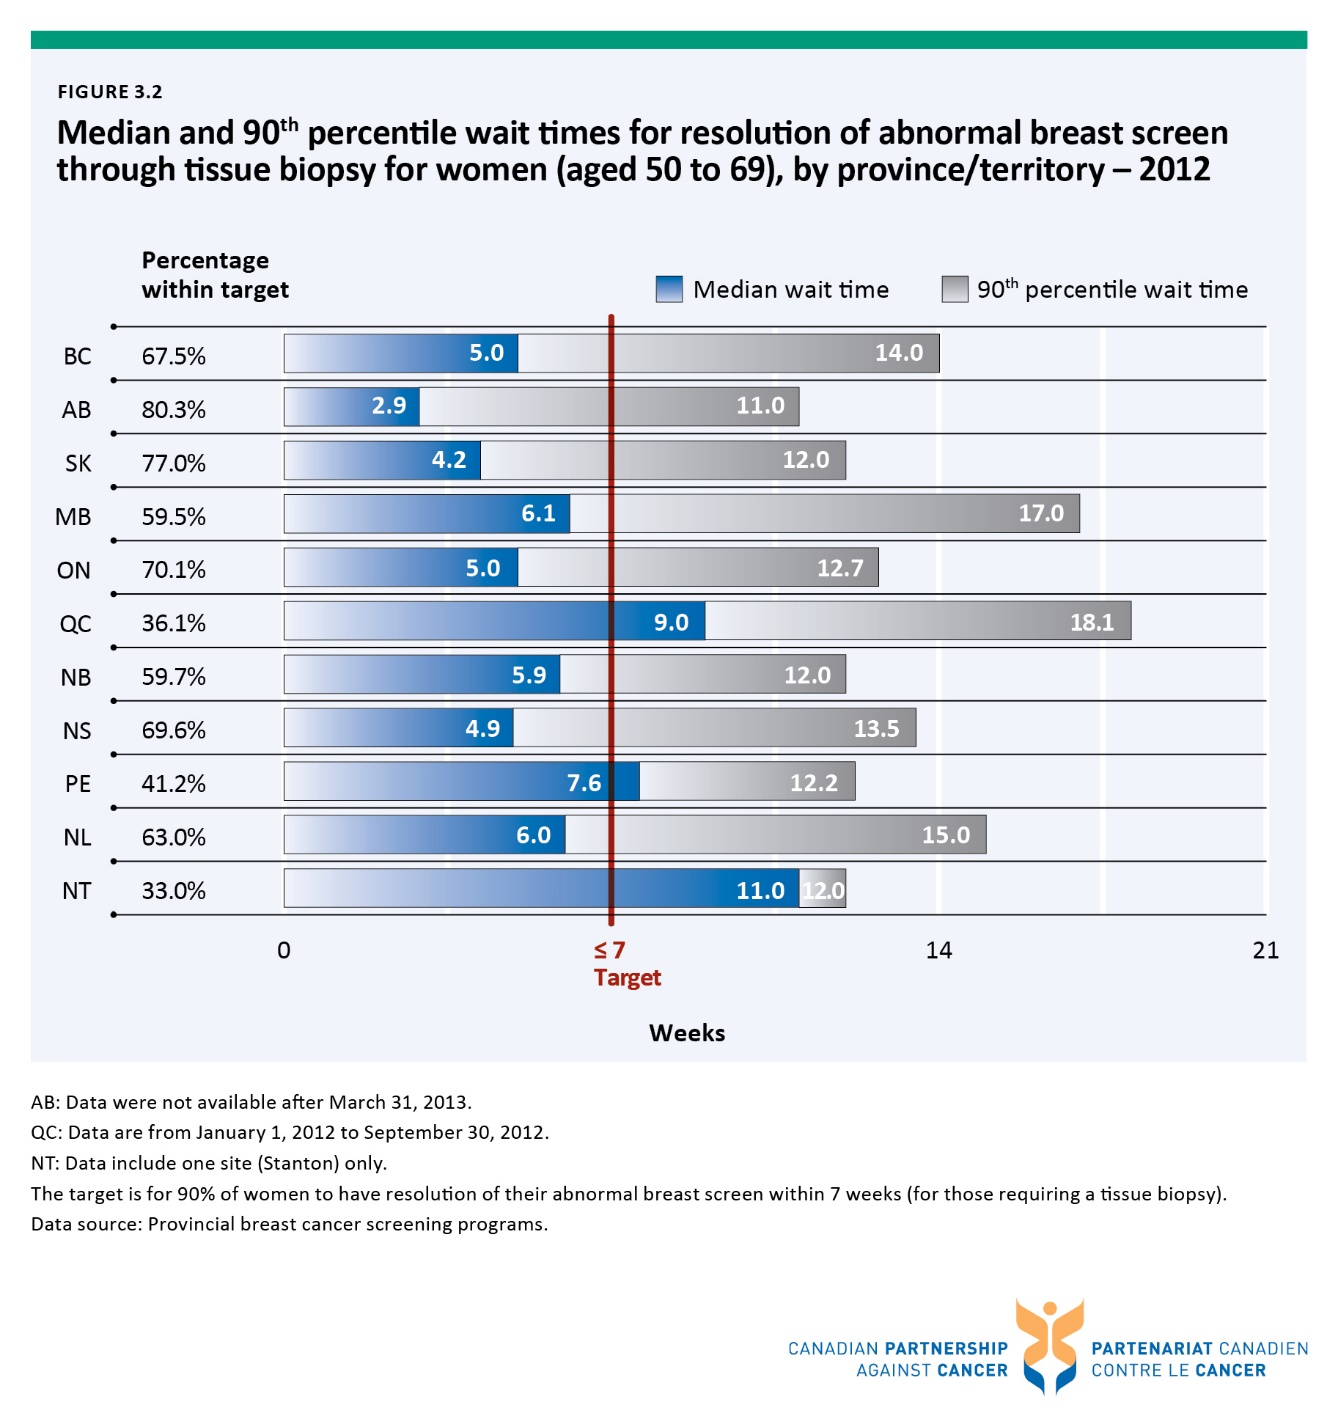 FIGURE 3.2
Median and 90th percentile wait times for resolution of abnormal breast screen
through tissue biopsy for women (aged 50 to 69), by province/territory – 2012
Percentage
within target
Median wait time
90th percentile wait time
BC 67.5% 5.0 14.0
AB 80.3% 2.9 11.0
SK 77.0% 4.2 12.0
MB 59.5% 6.1 17.0
ON 70.1% 5.0 12.7
QC 36.1% 9.0 18.1
NB 59.7% 5.9 12.0
NS 69.6% 4.9 13.5
PE 41.2% 7.6 12.2
NL 63.0% 6.0 15.0
NT 33.0% 11.0 12.0
0 ≤ 7 14 21
Target
Weeks
AB: Data were not available after March 31, 2013.
QC: Data are from January 1, 2012 to September 30, 2012.
NT: Data include one site (Stanton) only.
The target is for 90% of women to have resolution of their abnormal breast screen within 7 weeks (for those requiring a tissue biopsy).
Data source: Provincial breast cancer screening programs.
CANADIAN PARTNERSHIP
AGAINST CANCER
PARTENARIAT CANADIEN
CONTRE LE CANCER